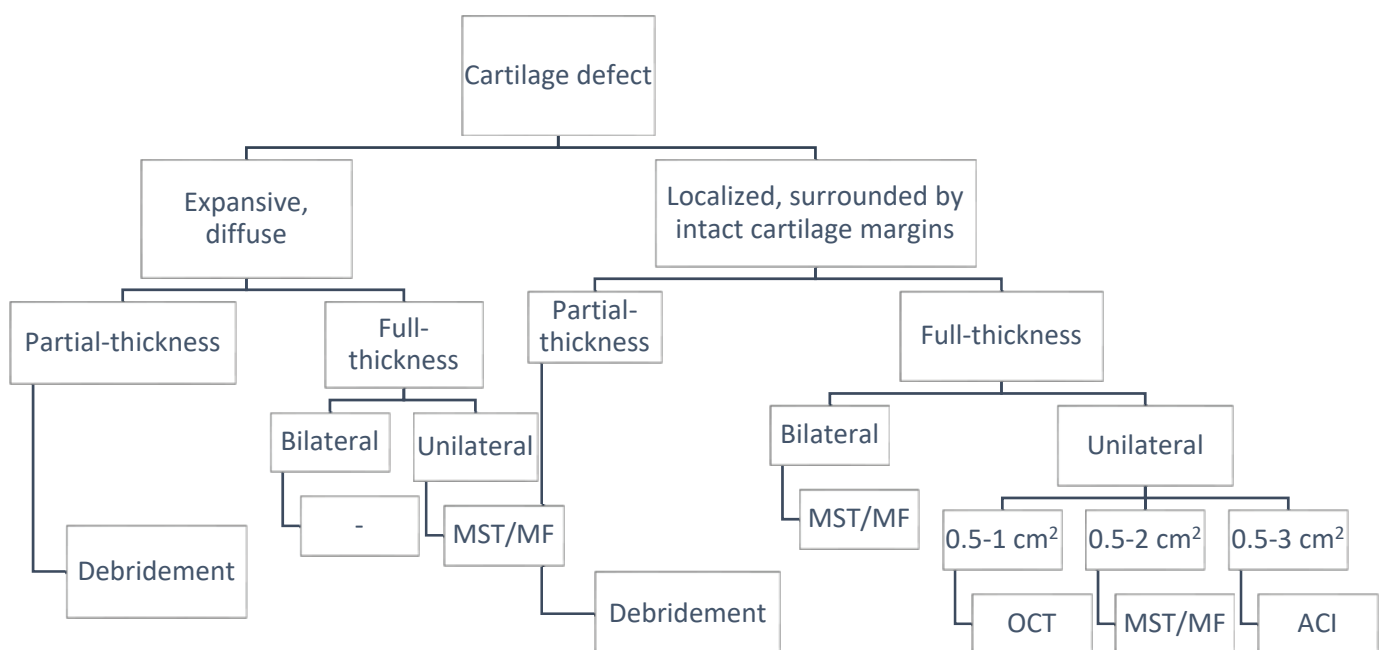 Cartilage defect
Expansive,
diffuse
Localized, surrounded by
intact cartilage margins
Partial-thickness
Full-
thickness
Partial-
thickness
Full-thickness
Bilateral
Unilateral
Bilateral
Unilateral
-
MST/MF
MST/MF
0.5-1 cm²
0.5-2 cm²
0.5-3 cm²
Debridement
Debridement
OCT
MST/MF
ACI